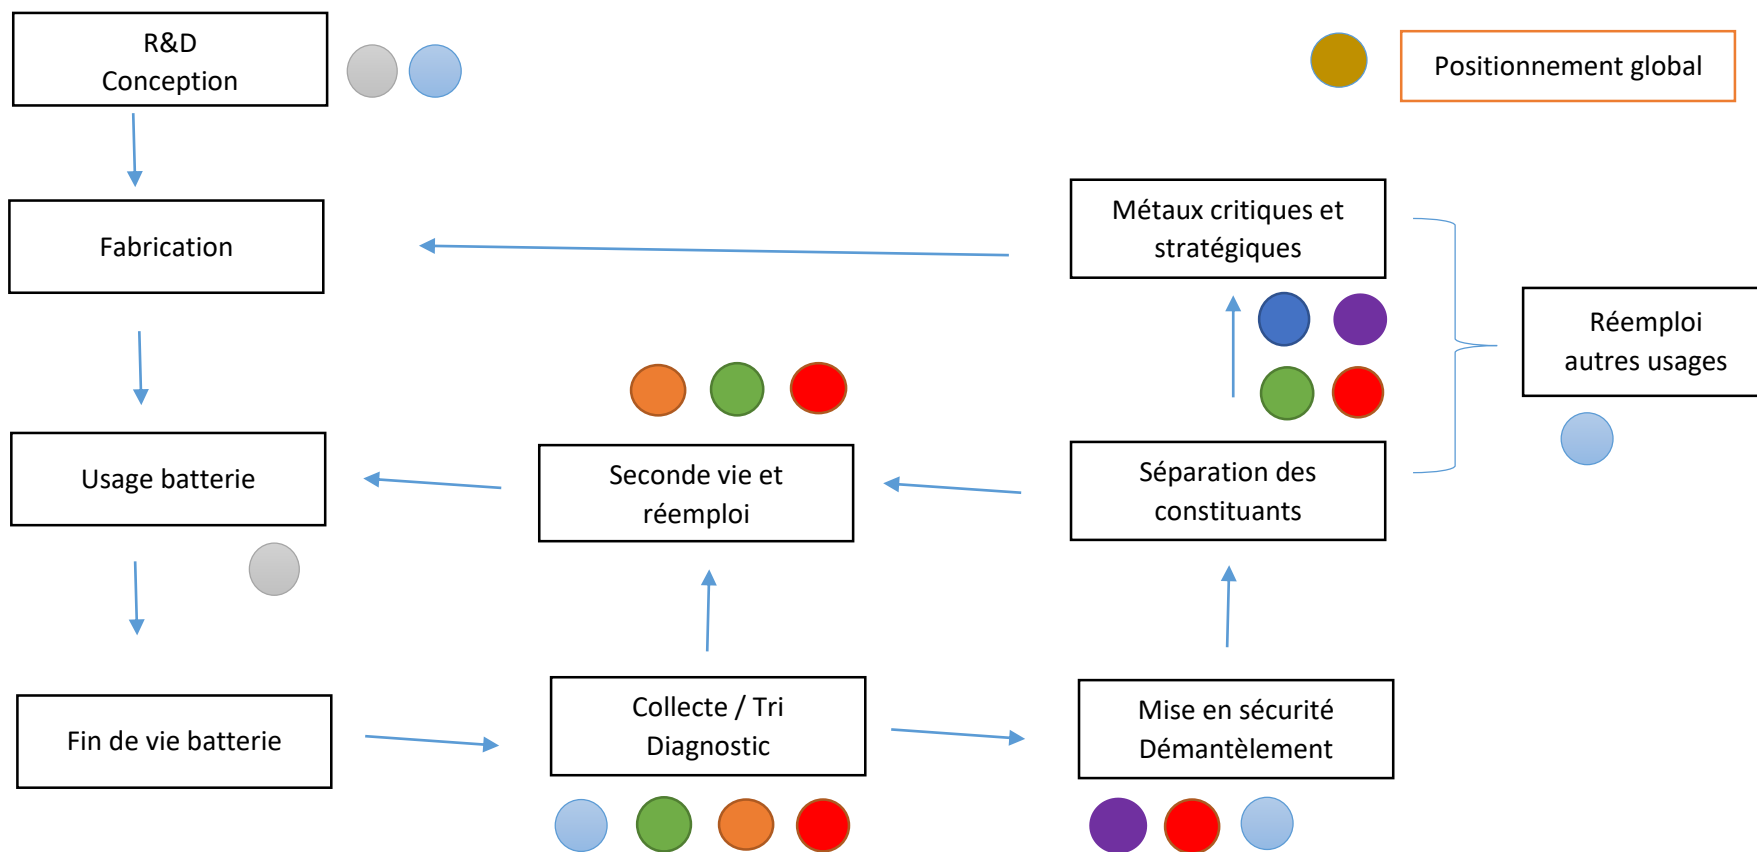 R&D
Conception
Positionnement global
Métaux critiques et
stratégiques
Fabrication
Réemploi
autres usages
Usage batterie
Seconde vie et
réemploi
Séparation des
constituants
Fin de vie batterie
Collecte / Tri
Diagnostic
Mise en sécurité
Démantèlement